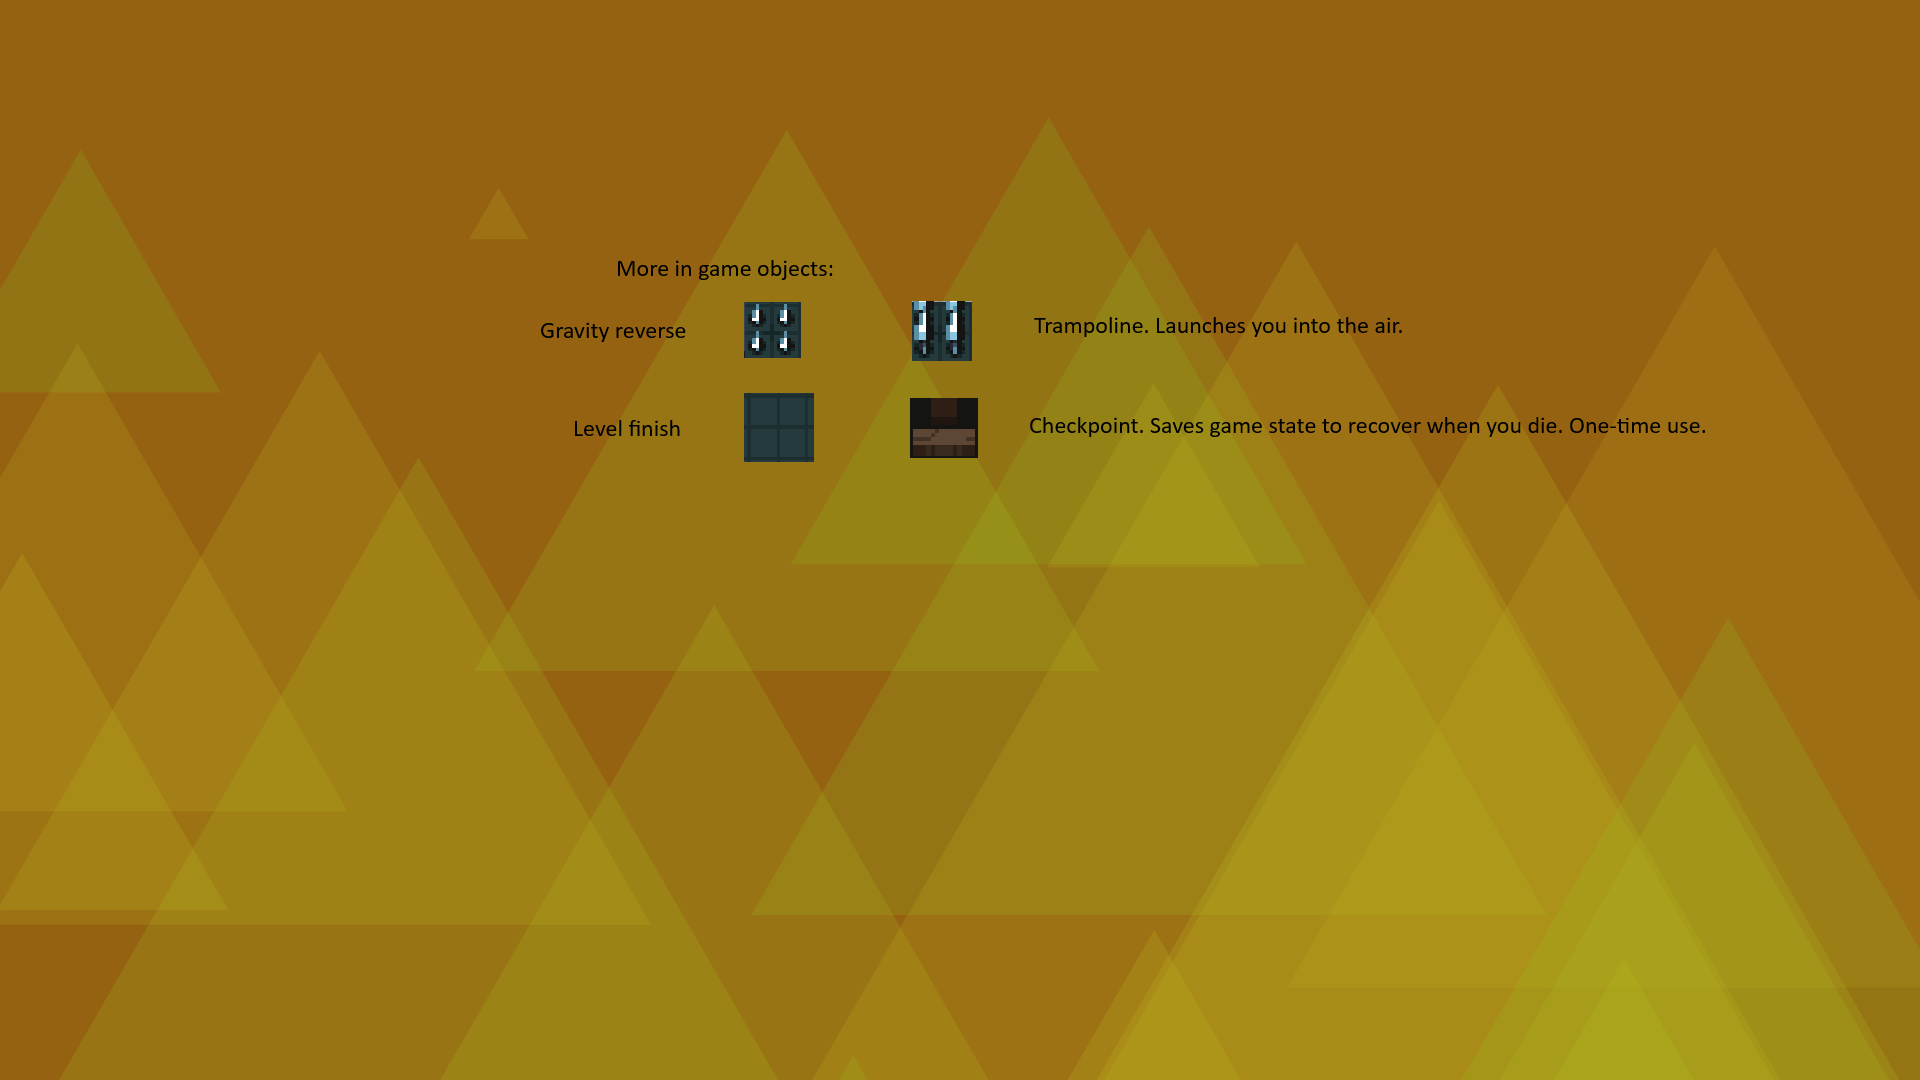 More in game objects:
Gravity reverse
Trampoline. Launches you into the air.
Level finish
Checkpoint. Saves game state to recover when you die. One-time use.